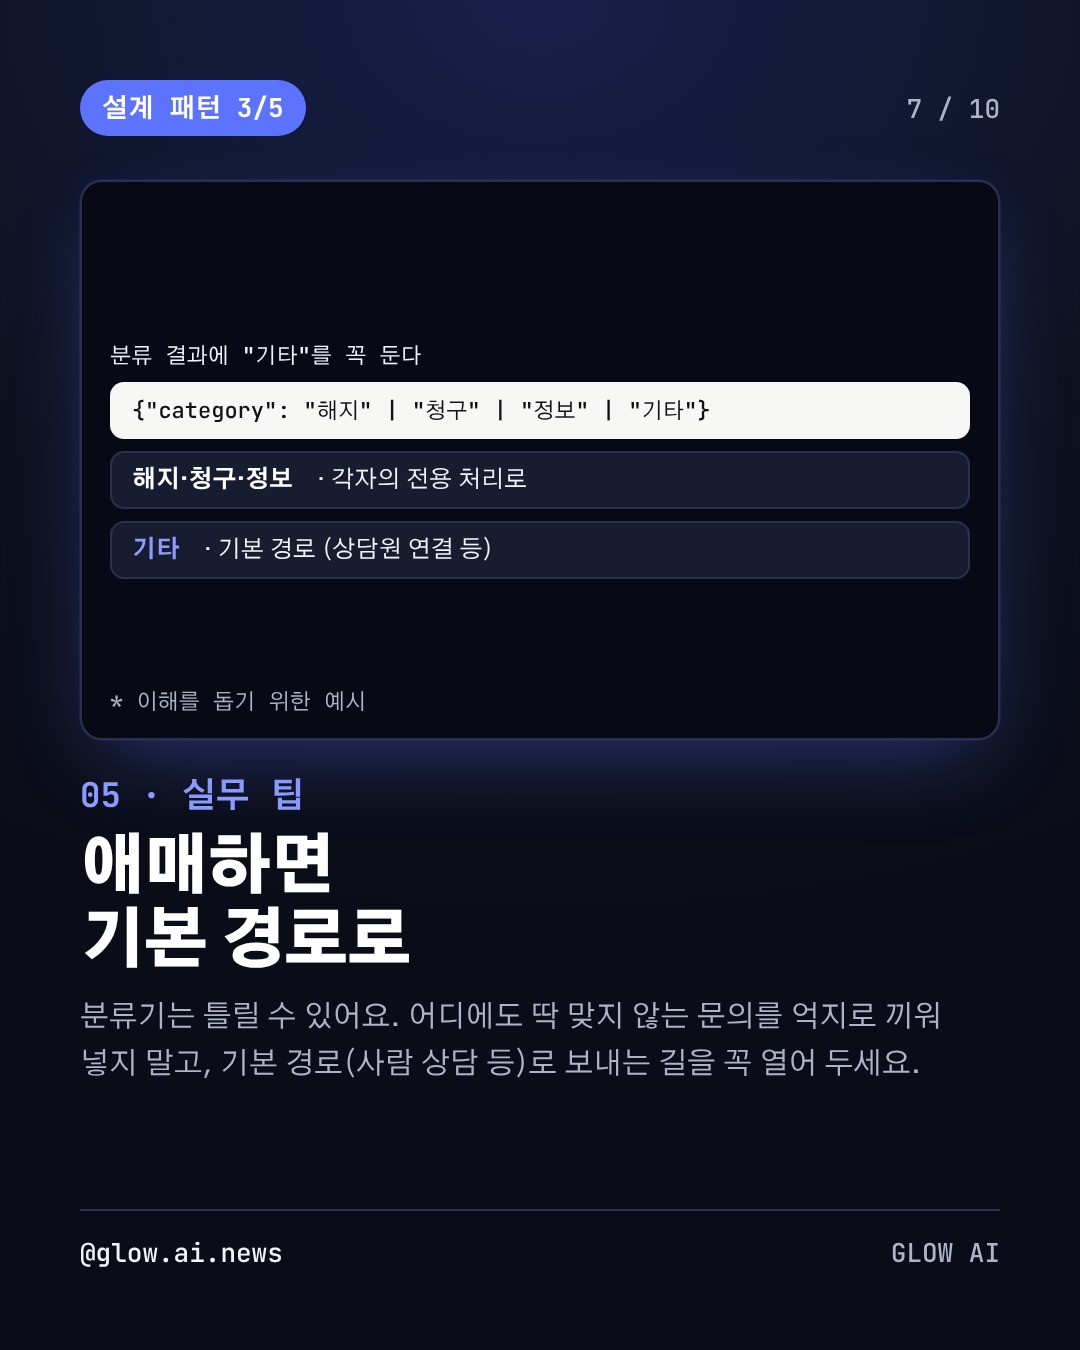 설계 패턴 3/5
7 / 10
분류 결과에 "기타"를 꼭 둔다
{"category": "해지" | "청구" | "정보" | "기타"}
해지·청구·정보 · 각자의 전용 처리로
기타 · 기본 경로 (상담원 연결 등)
* 이해를 돕기 위한 예시
05 · 실무 팁
애매하면
기본 경로로
분류기는 틀릴 수 있어요. 어디에도 딱 맞지 않는 문의를 억지로 끼워
넣지 말고, 기본 경로(사람 상담 등)로 보내는 길을 꼭 열어 두세요.
@glow.ai.news
GLOW AI